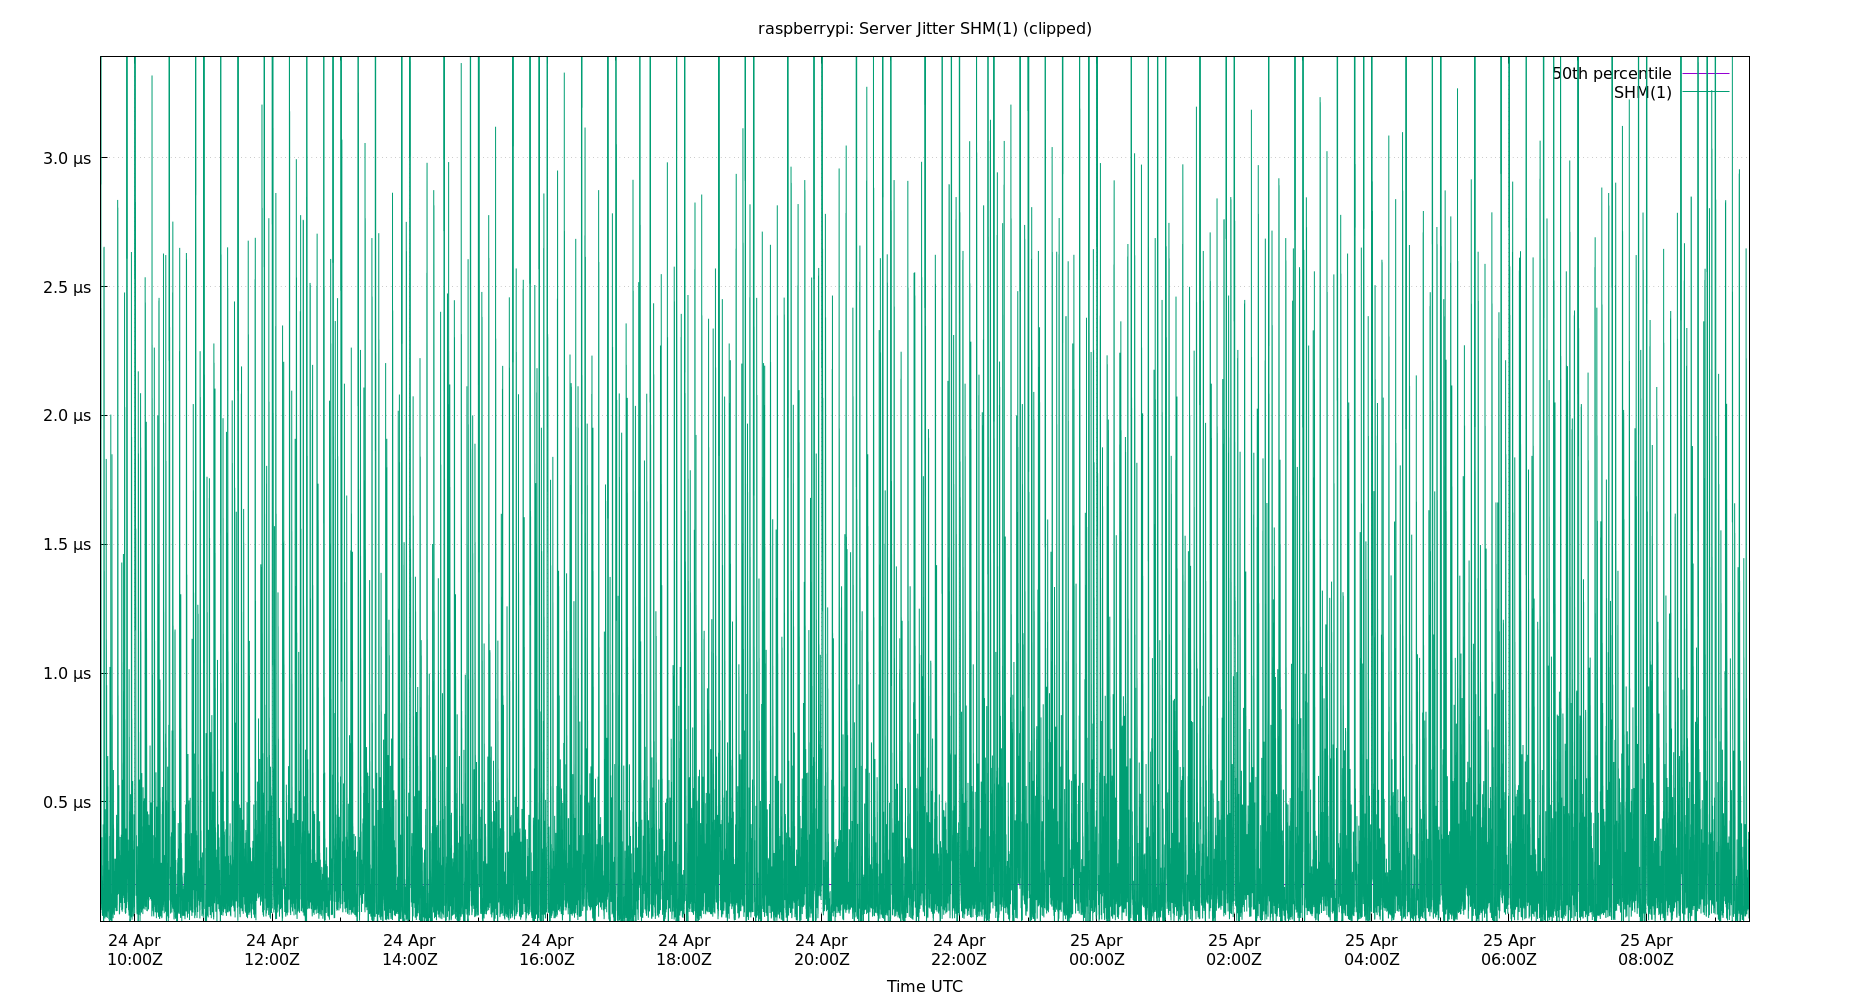 raspberrypi: Server Jitter SHM(1) (clipped)
50th percentile
SHM(1)
3.0 µs
2.5 µs
2.0 µs
1.5 µs
1.0 µs
0.5 µs
24 Apr 24 Apr 24 Apr 24 Apr 24 Apr 24 Apr 24 Apr 25 Apr 25 Apr 25 Apr 25 Apr 25 Apr
10:00Z 12:00Z 14:00Z 16:00Z 18:00Z 20:00Z 22:00Z 00:00Z 02:00Z 04:00Z 06:00Z 08:00Z
Time UTC